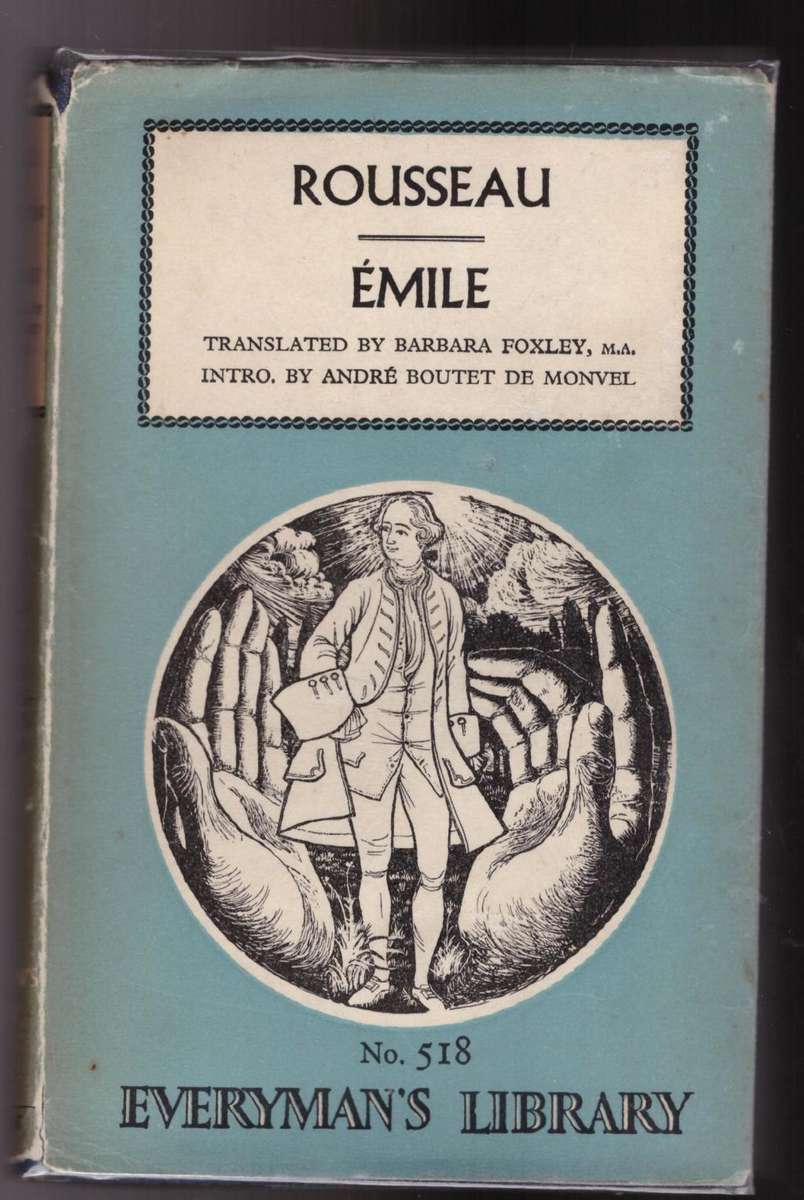 ROUSSEAU
ÉMILE
TRANSLATED BY BARBARA FOXLEY, M.A.
INTRO. BY ANDRÉ BOUTET DE MONVEL
No. 518
EVERYMAN'S LIBRARY